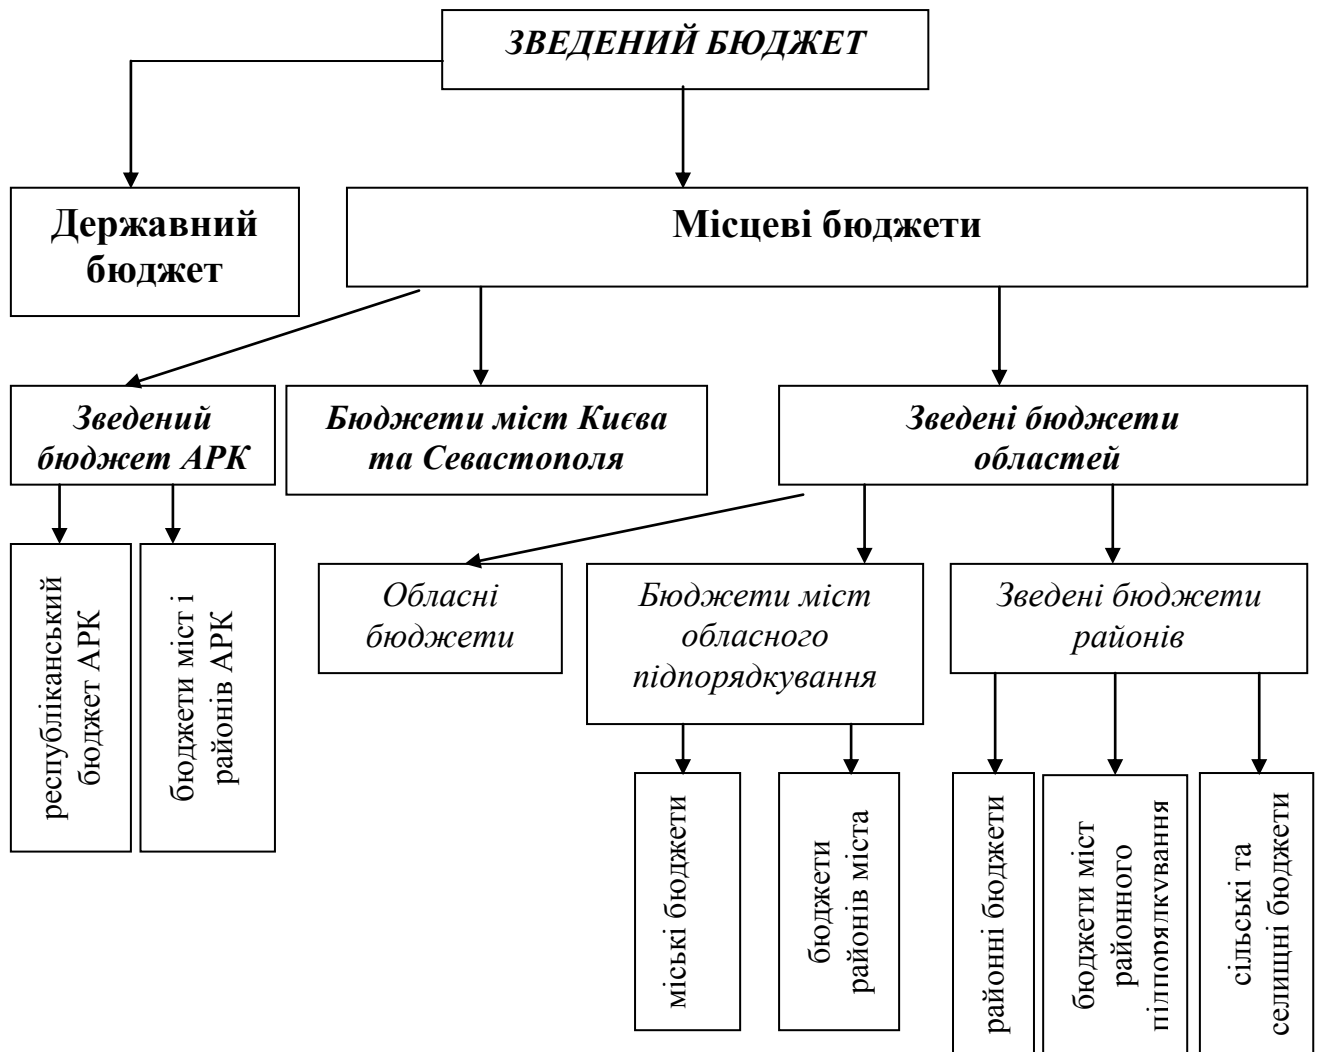 ЗВЕДЕНИЙ БЮДЖЕТ
Державний
бюджет
Місцеві бюджети
Зведений
бюджет АРК
Бюджети міст Києва
та Севастополя
Зведені бюджети
областей
республіканський
бюджет АРК
бюджети міст і
районів АРК
Обласні
бюджети
Бюджети міст
обласного
підпорядкування
Зведені бюджети
районів
міські бюджети
бюджети
районів міста
районні бюджети
бюджети міст
районного
підпорядкування
сільські та
селищні бюджети